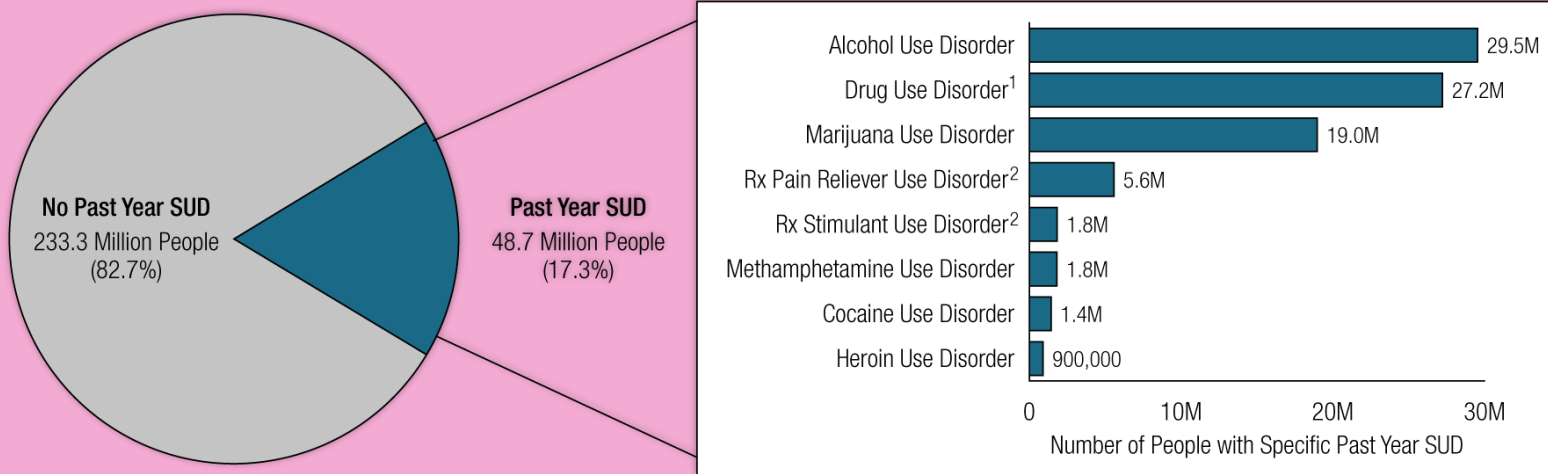 No Past Year SUD
233.3 Million People
(82.7%)
Past Year SUD
48.7 Million People
(17.3%)
Alcohol Use Disorder 29.5M
Drug Use Disorder¹ 27.2M
Marijuana Use Disorder 19.0M
Rx Pain Reliever Use Disorder² 5.6M
Rx Stimulant Use Disorder² 1.8M
Methamphetamine Use Disorder 1.8M
Cocaine Use Disorder 1.4M
Heroin Use Disorder 900,000
0 10M 20M 30M
Number of People with Specific Past Year SUD